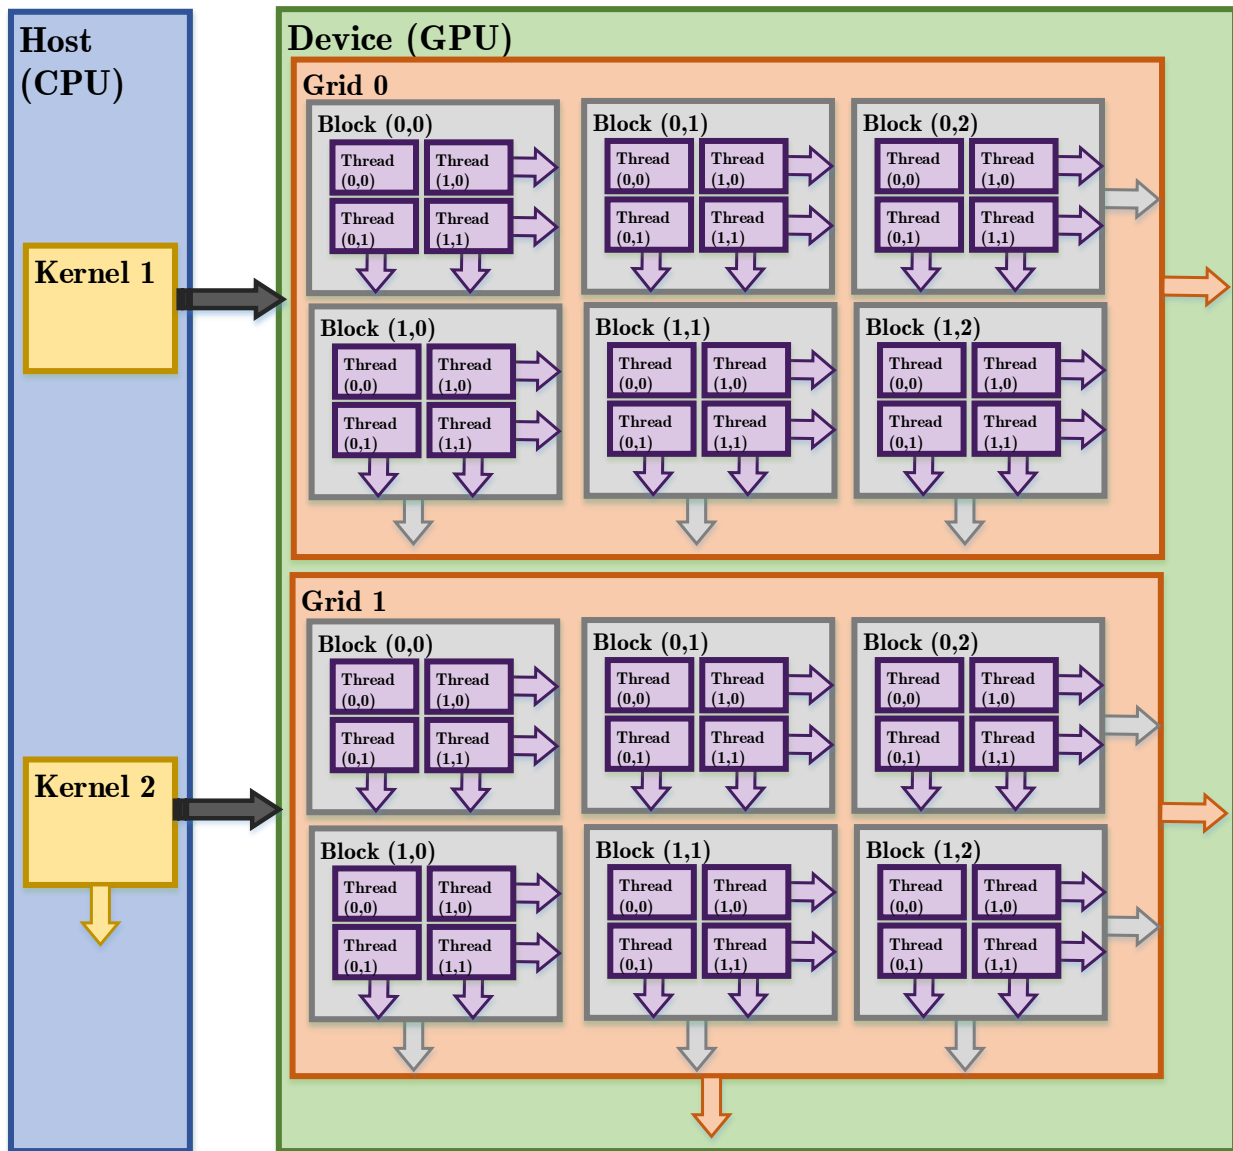 Host
(CPU)
Device (GPU)
Grid 0
Block (0,0)
Thread
(0,0)
Thread
(1,0)
Thread
(0,1)
Thread
(1,1)
Block (0,1)
Thread
(0,0)
Thread
(1,0)
Thread
(0,1)
Thread
(1,1)
Block (0,2)
Thread
(0,0)
Thread
(1,0)
Thread
(0,1)
Thread
(1,1)
Kernel 1
Block (1,0)
Thread
(0,0)
Thread
(1,0)
Thread
(0,1)
Thread
(1,1)
Block (1,1)
Thread
(0,0)
Thread
(1,0)
Thread
(0,1)
Thread
(1,1)
Block (1,2)
Thread
(0,0)
Thread
(1,0)
Thread
(0,1)
Thread
(1,1)
Grid 1
Block (0,0)
Thread
(0,0)
Thread
(1,0)
Thread
(0,1)
Thread
(1,1)
Block (0,1)
Thread
(0,0)
Thread
(1,0)
Thread
(0,1)
Thread
(1,1)
Block (0,2)
Thread
(0,0)
Thread
(1,0)
Thread
(0,1)
Thread
(1,1)
Kernel 2
Block (1,0)
Thread
(0,0)
Thread
(1,0)
Thread
(0,1)
Thread
(1,1)
Block (1,1)
Thread
(0,0)
Thread
(1,0)
Thread
(0,1)
Thread
(1,1)
Block (1,2)
Thread
(0,0)
Thread
(1,0)
Thread
(0,1)
Thread
(1,1)